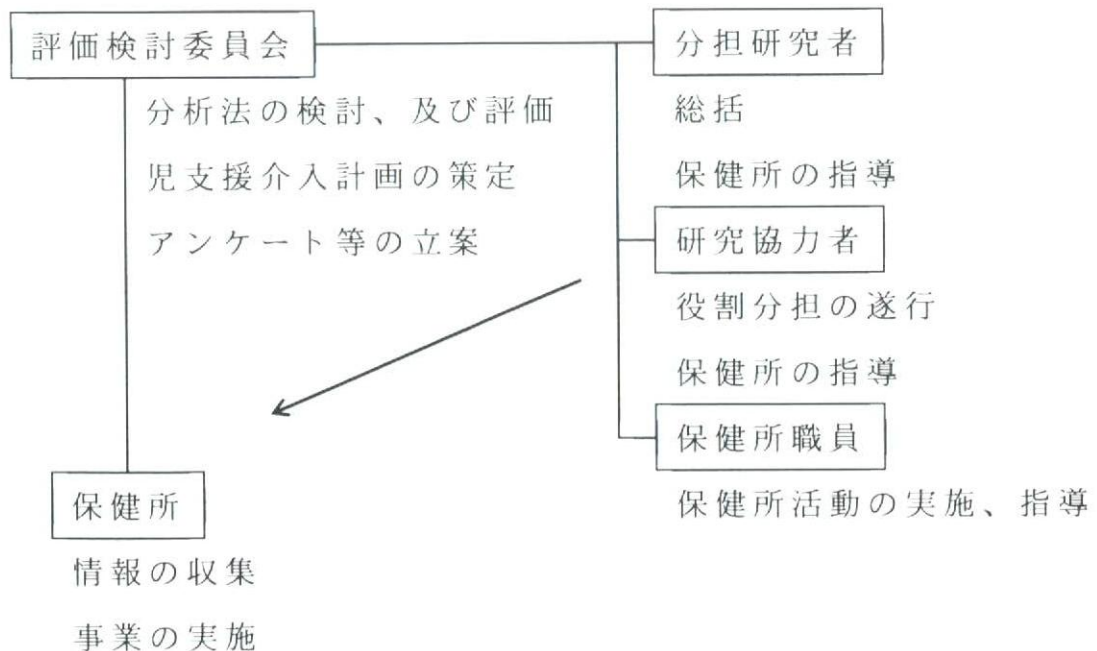 評価検討委員会
分析法の検討、及び評価
児支援介入計画の策定
アンケート等の立案
分担研究者
総括
保健所の指導
研究協力者
役割分担の遂行
保健所の指導
保健所職員
保健所活動の実施、指導
保健所
情報の収集
事業の実施